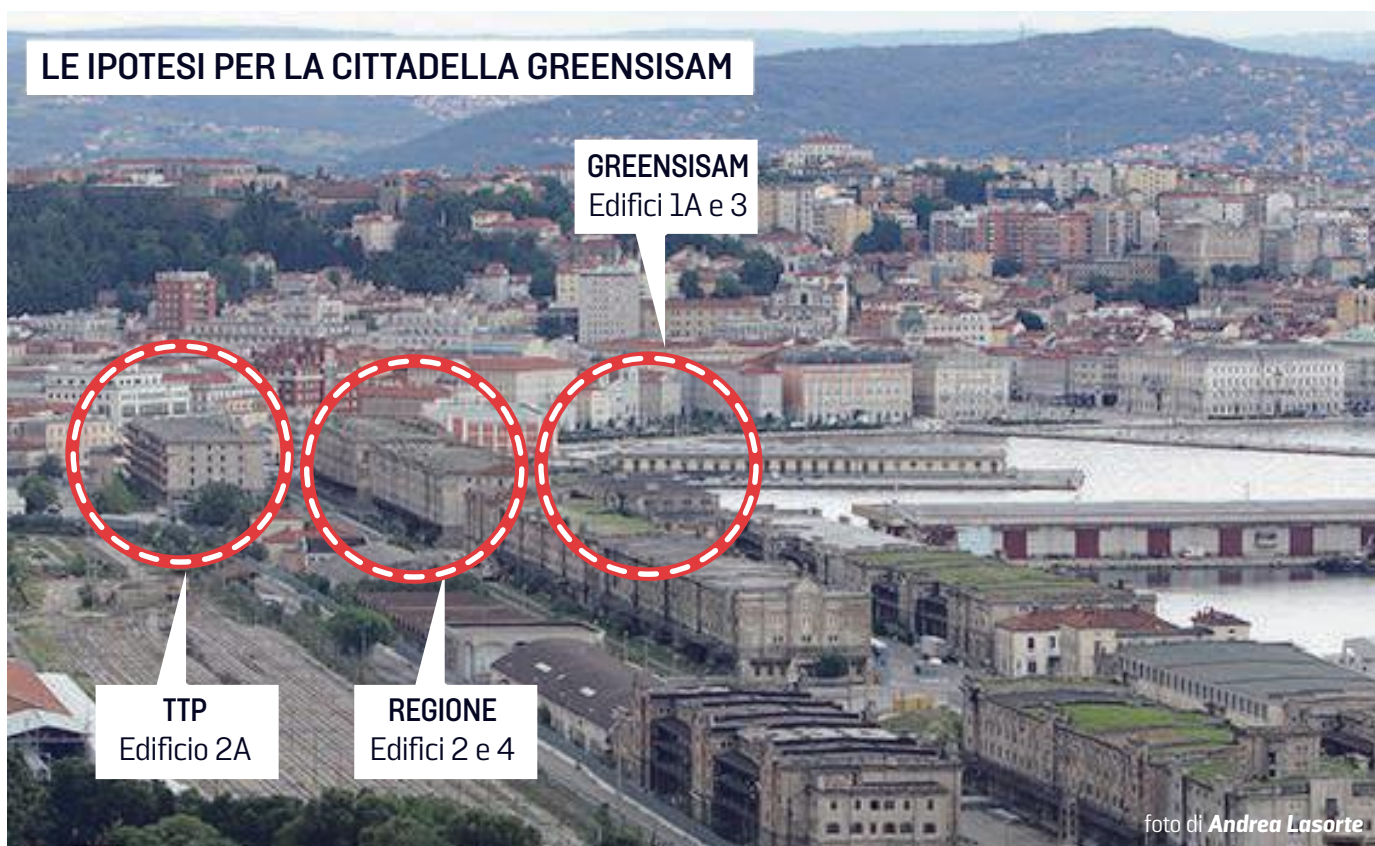 LE IPOTESI PER LA CITTADELLA GREENSISAM
GREENSISAM
Edifici 1A e 3
TTP
Edificio 2A
REGIONE
Edifici 2 e 4
foto di Andrea Lasorte